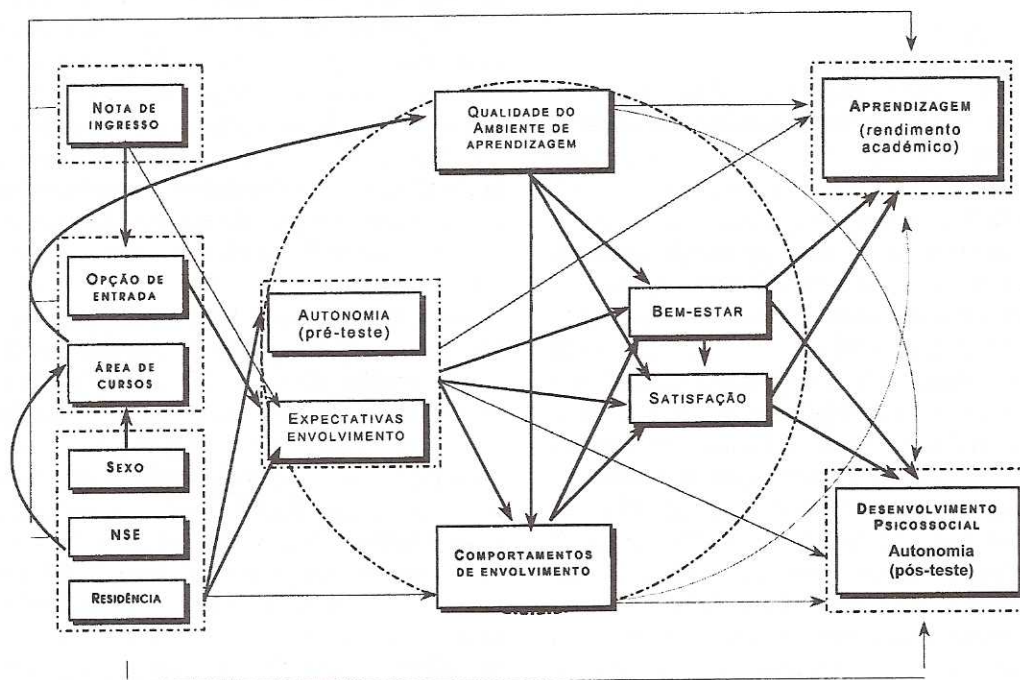 NOTA DE
INGRESSO
OPÇÃO DE
ENTRADA
ÁREA DE
CURSOS
SEXO
NSE
RESIDÊNCIA
AUTONOMIA
(pré-teste)
EXPECTATIVAS
ENVOLVIMENTO
QUALIDADE DO
AMBIENTE DE
APRENDIZAGEM
BEM-ESTAR
SATISFAÇÃO
COMPORTAMENTOS
DE ENVOLVIMENTO
APRENDIZAGEM
(rendimento
académico)
DESENVOLVIMENTO
PSICOSSOCIAL
Autonomia
(pós-teste)